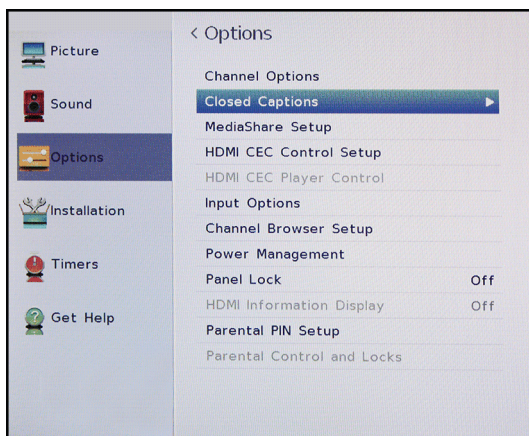 Picture
Sound
Options
Installation
Timers
Get Help
< Options
Channel Options
Closed Captions
MediaShare Setup
HDMI CEC Control Setup
HDMI CEC Player Control
Input Options
Channel Browser Setup
Power Management
Panel Lock Off
HDMI Information Display Off
Parental PIN Setup
Parental Control and Locks